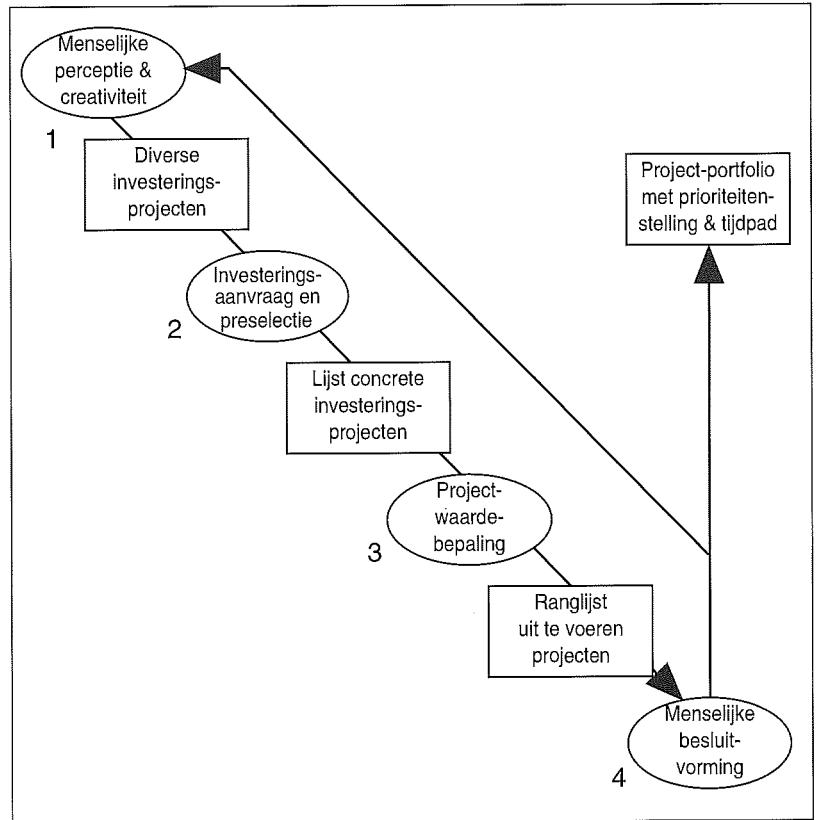 Menselijke
perceptie &
creativiteit
1
Diverse
investerings-
projecten
Investerings-
aanvraag en
preselectie
2
Lijst concrete
investerings-
projecten
Project-
waarde-
bepaling
3
Ranglijst
uit te voeren
projecten
Menselijke
besluit-
vorming
4
Project-portfolio
met prioriteiten-
stelling & tijdpad